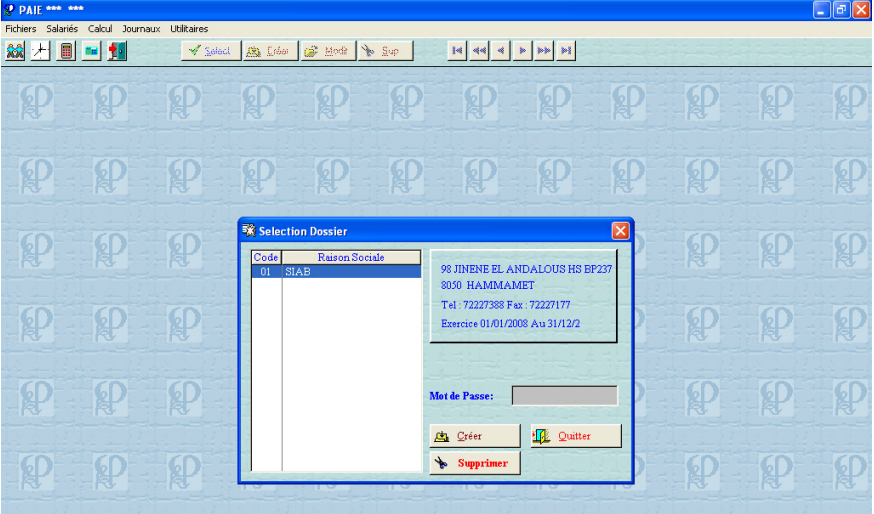 PAIE *** ***
Fichiers Salariés Calcul Journaux Utilitaires
Select Créer Modif Sup
Selection Dossier
Code Raison Sociale
01 SIAB
98 JINENE EL ANDALOUS HS BP237
8050 HAMMAMET
Tel : 72227388 Fax : 72227177
Exercice 01/01/2008 Au 31/12/2
Mot de Passe:
Créer Quitter
Supprimer